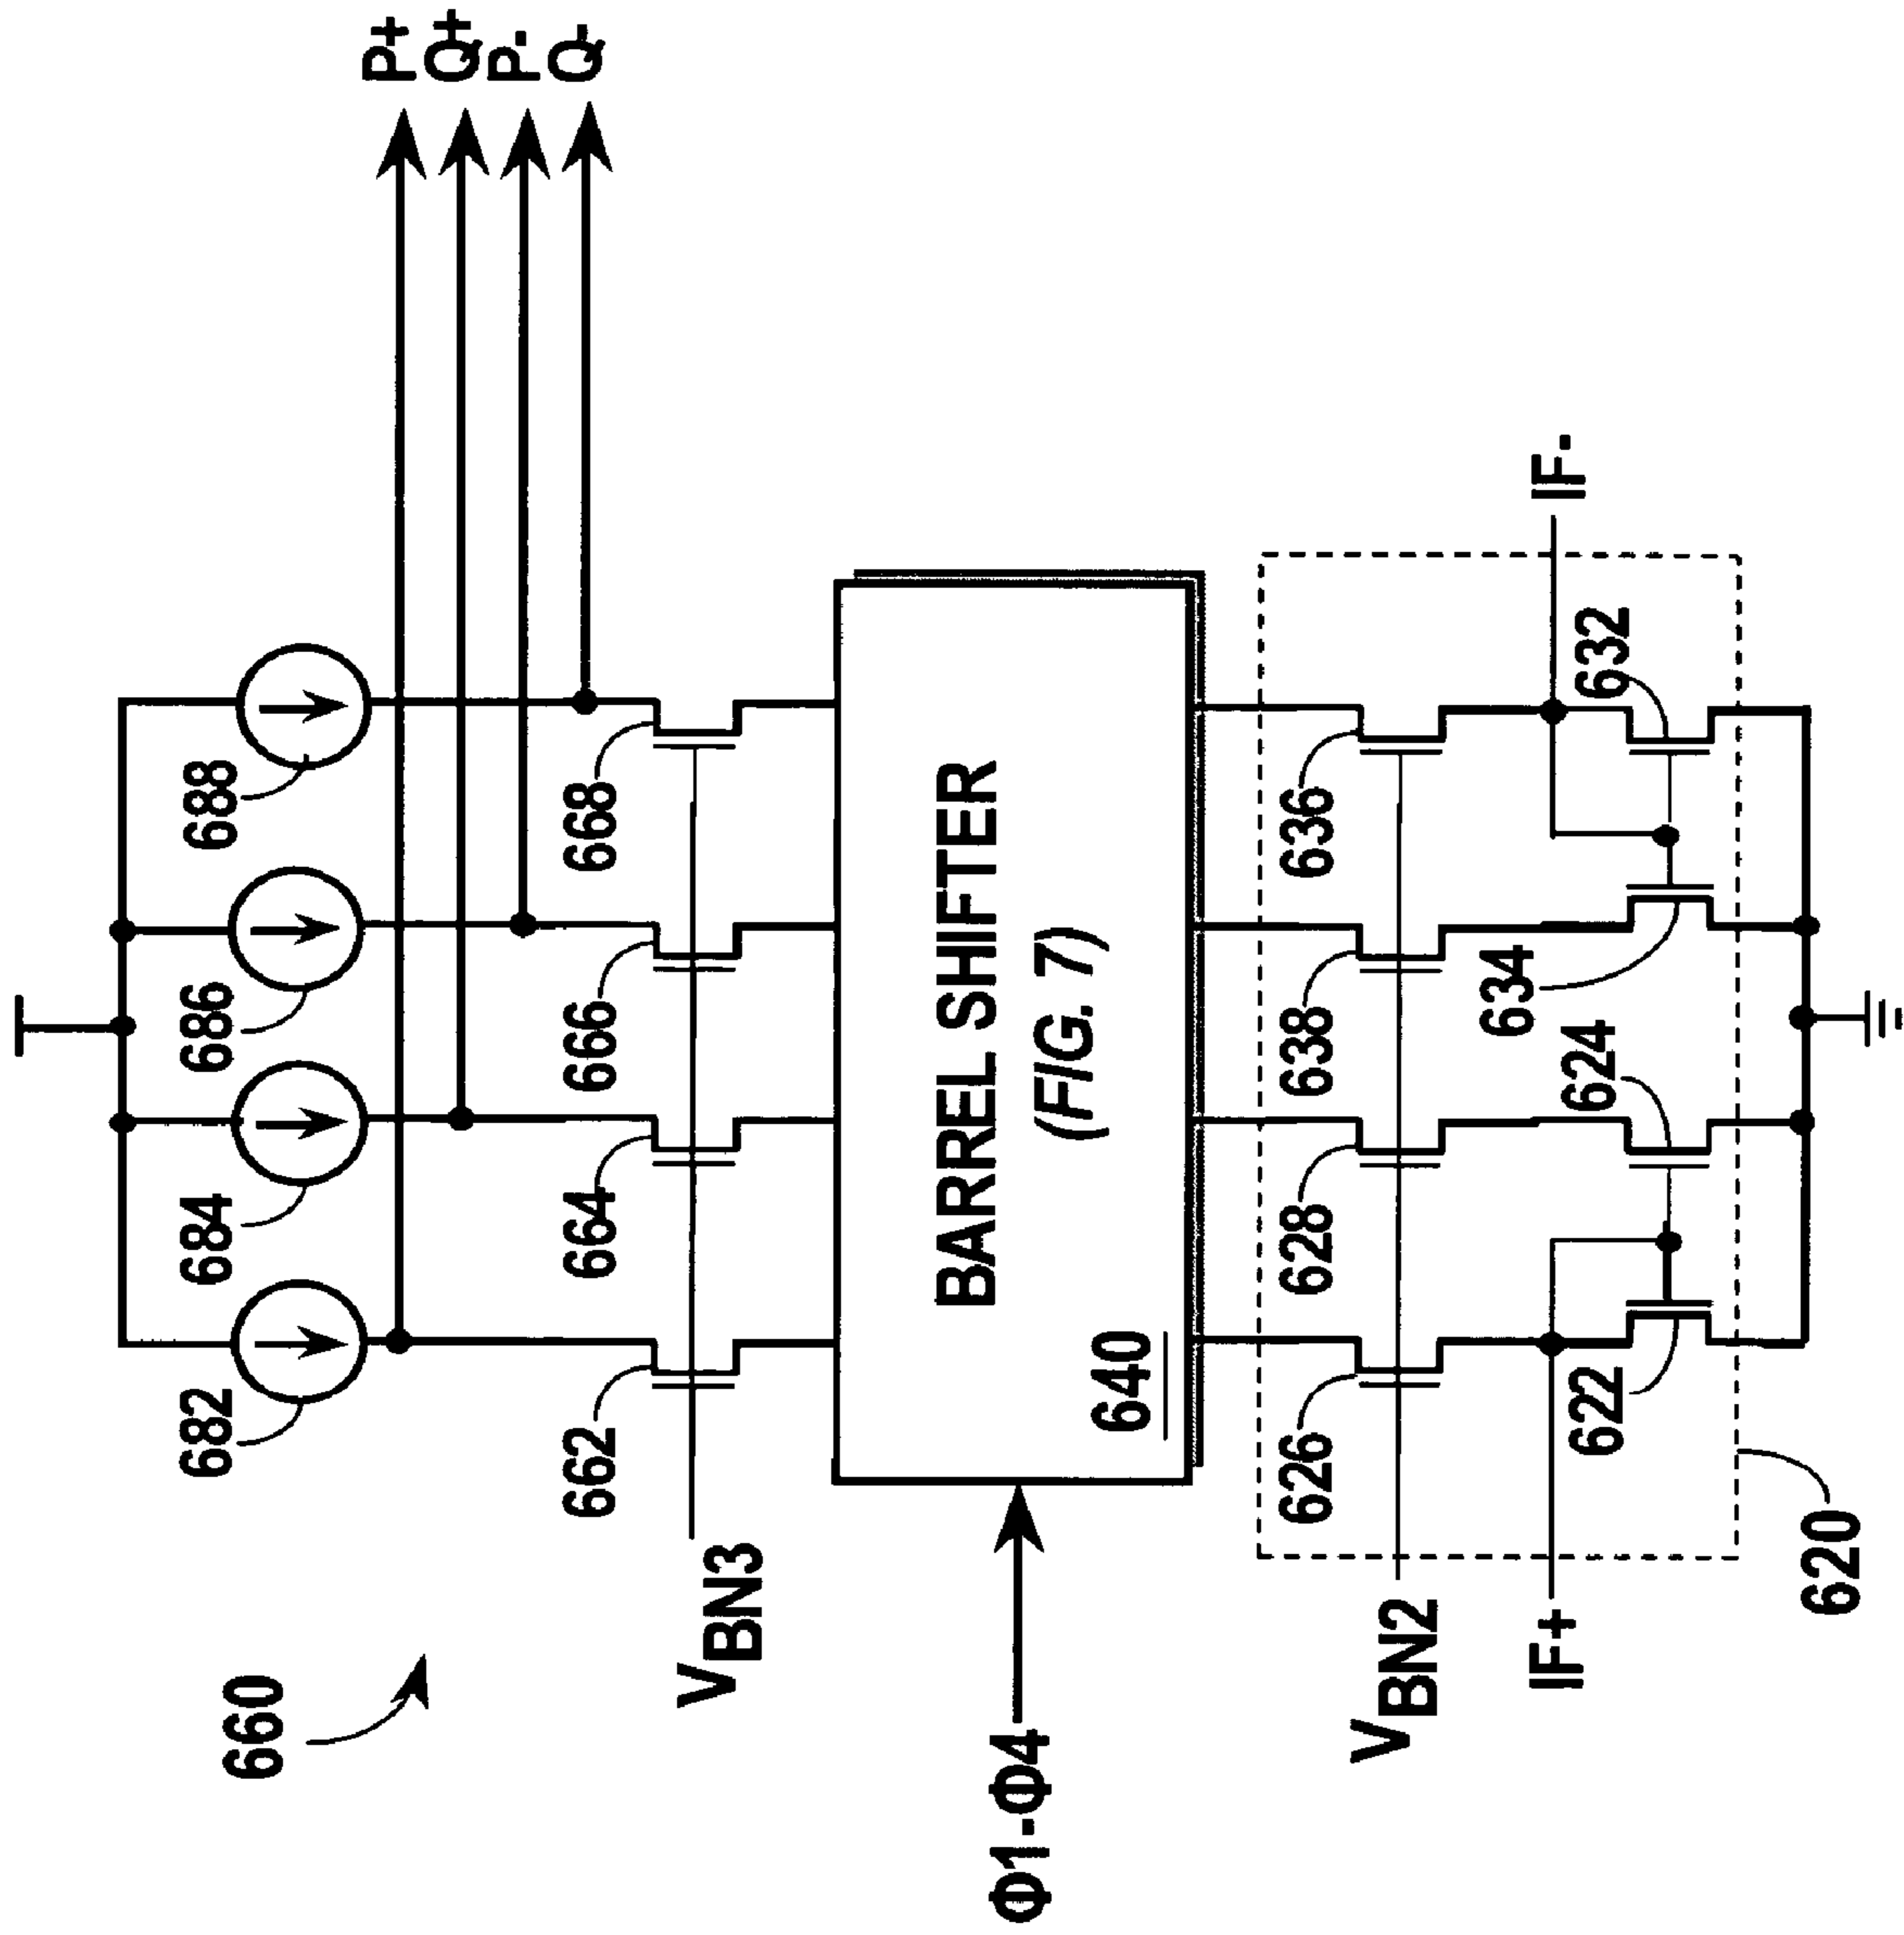 P+
Q+
P-
Q-
688
686
684
682
668
666
664
662
VBN3
660
BARREL SHIFTER
(FIG. 7)
640
Φ1-Φ4
636
638
628
626
VBN2
IF-
632
634
624
622
IF+
620